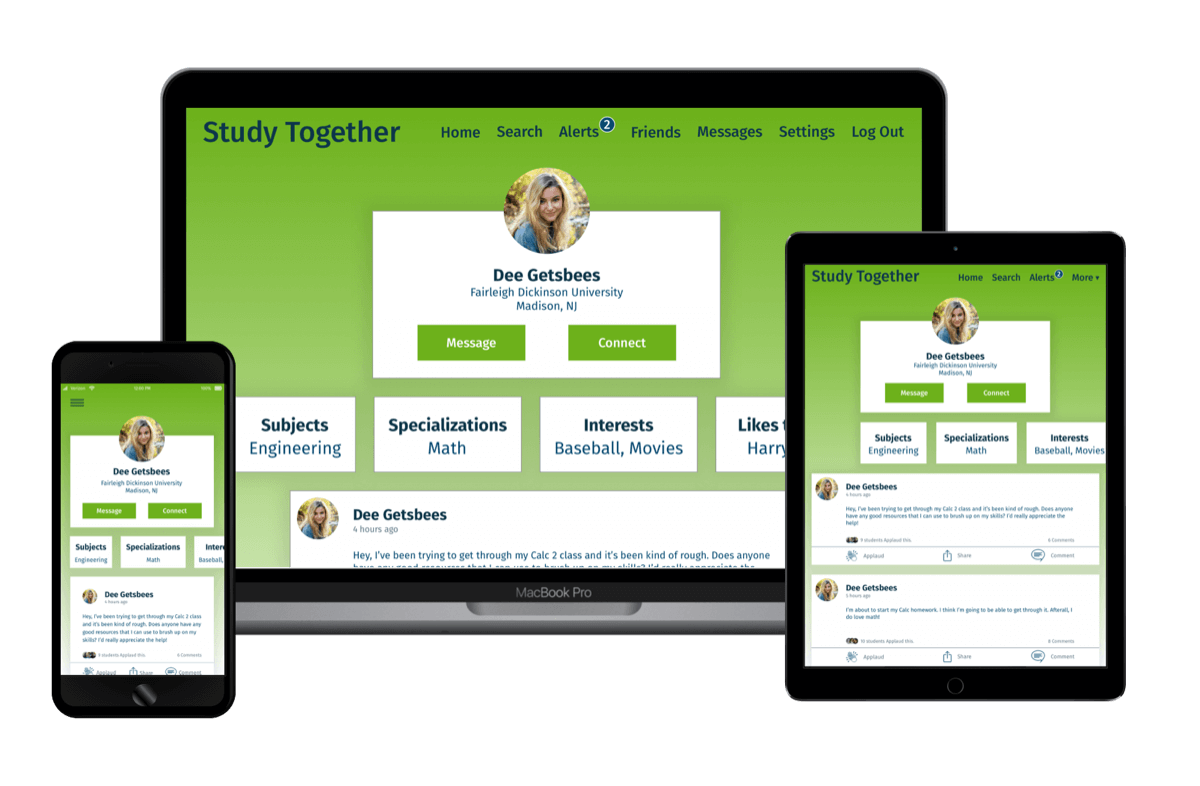 Study Together
Home Search Alerts 2 Friends Messages Settings Log Out
Dee Getsbees
Fairleigh Dickinson University
Madison, NJ
Message Connect
Subjects
Engineering
Specializations
Math
Interests
Baseball, Movies
Likes
Harry
Dee Getsbees
4 hours ago
Hey, I've been trying to get through my Calc 2 class and it's been kind of rough. Does anyone
have any good resources that I can use to brush up on my skills? I'd really appreciate the
MacBook Pro
Dee Getsbees
Fairleigh Dickinson University
Madison, NJ
Message Connect
Subjects
Engineering
Specializations
Math
Inter
Baseball,
Dee Getsbees
4 hours ago
Hey, I've been trying to get through my Calc 2 class
and it's been kind of rough. Does anyone have any
good resources that I can use to brush up on my
skills? I'd really appreciate the help!
9 students Applaud this. 6 Comments
Applaud Share Comment
Study Together
Home Search Alerts 2 More
Dee Getsbees
Fairleigh Dickinson University
Madison, NJ
Message Connect
Subjects
Engineering
Specializations
Math
Interests
Baseball, Movies
Dee Getsbees
4 hours ago
Hey, I've been trying to get through my Calc 2 class and it's been kind of rough. Does anyone
have any good resources that I can use to brush up on my skills? I'd really appreciate the
help!
9 students Applaud this. 6 Comments
Applaud Share Comment
Dee Getsbees
5 hours ago
I'm about to start my Calc homework. I think I'm going to be able to get through it. Afterall, I
do love math!
10 students Applaud this. 8 Comments
Applaud Share Comment